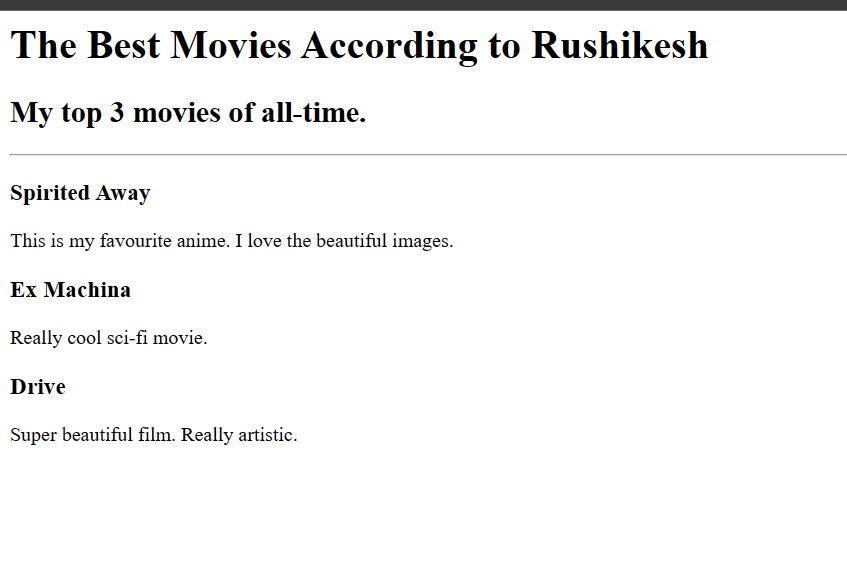 The Best Movies According to Rushikesh
My top 3 movies of all-time.
Spirited Away
This is my favourite anime. I love the beautiful images.
Ex Machina
Really cool sci-fi movie.
Drive
Super beautiful film. Really artistic.